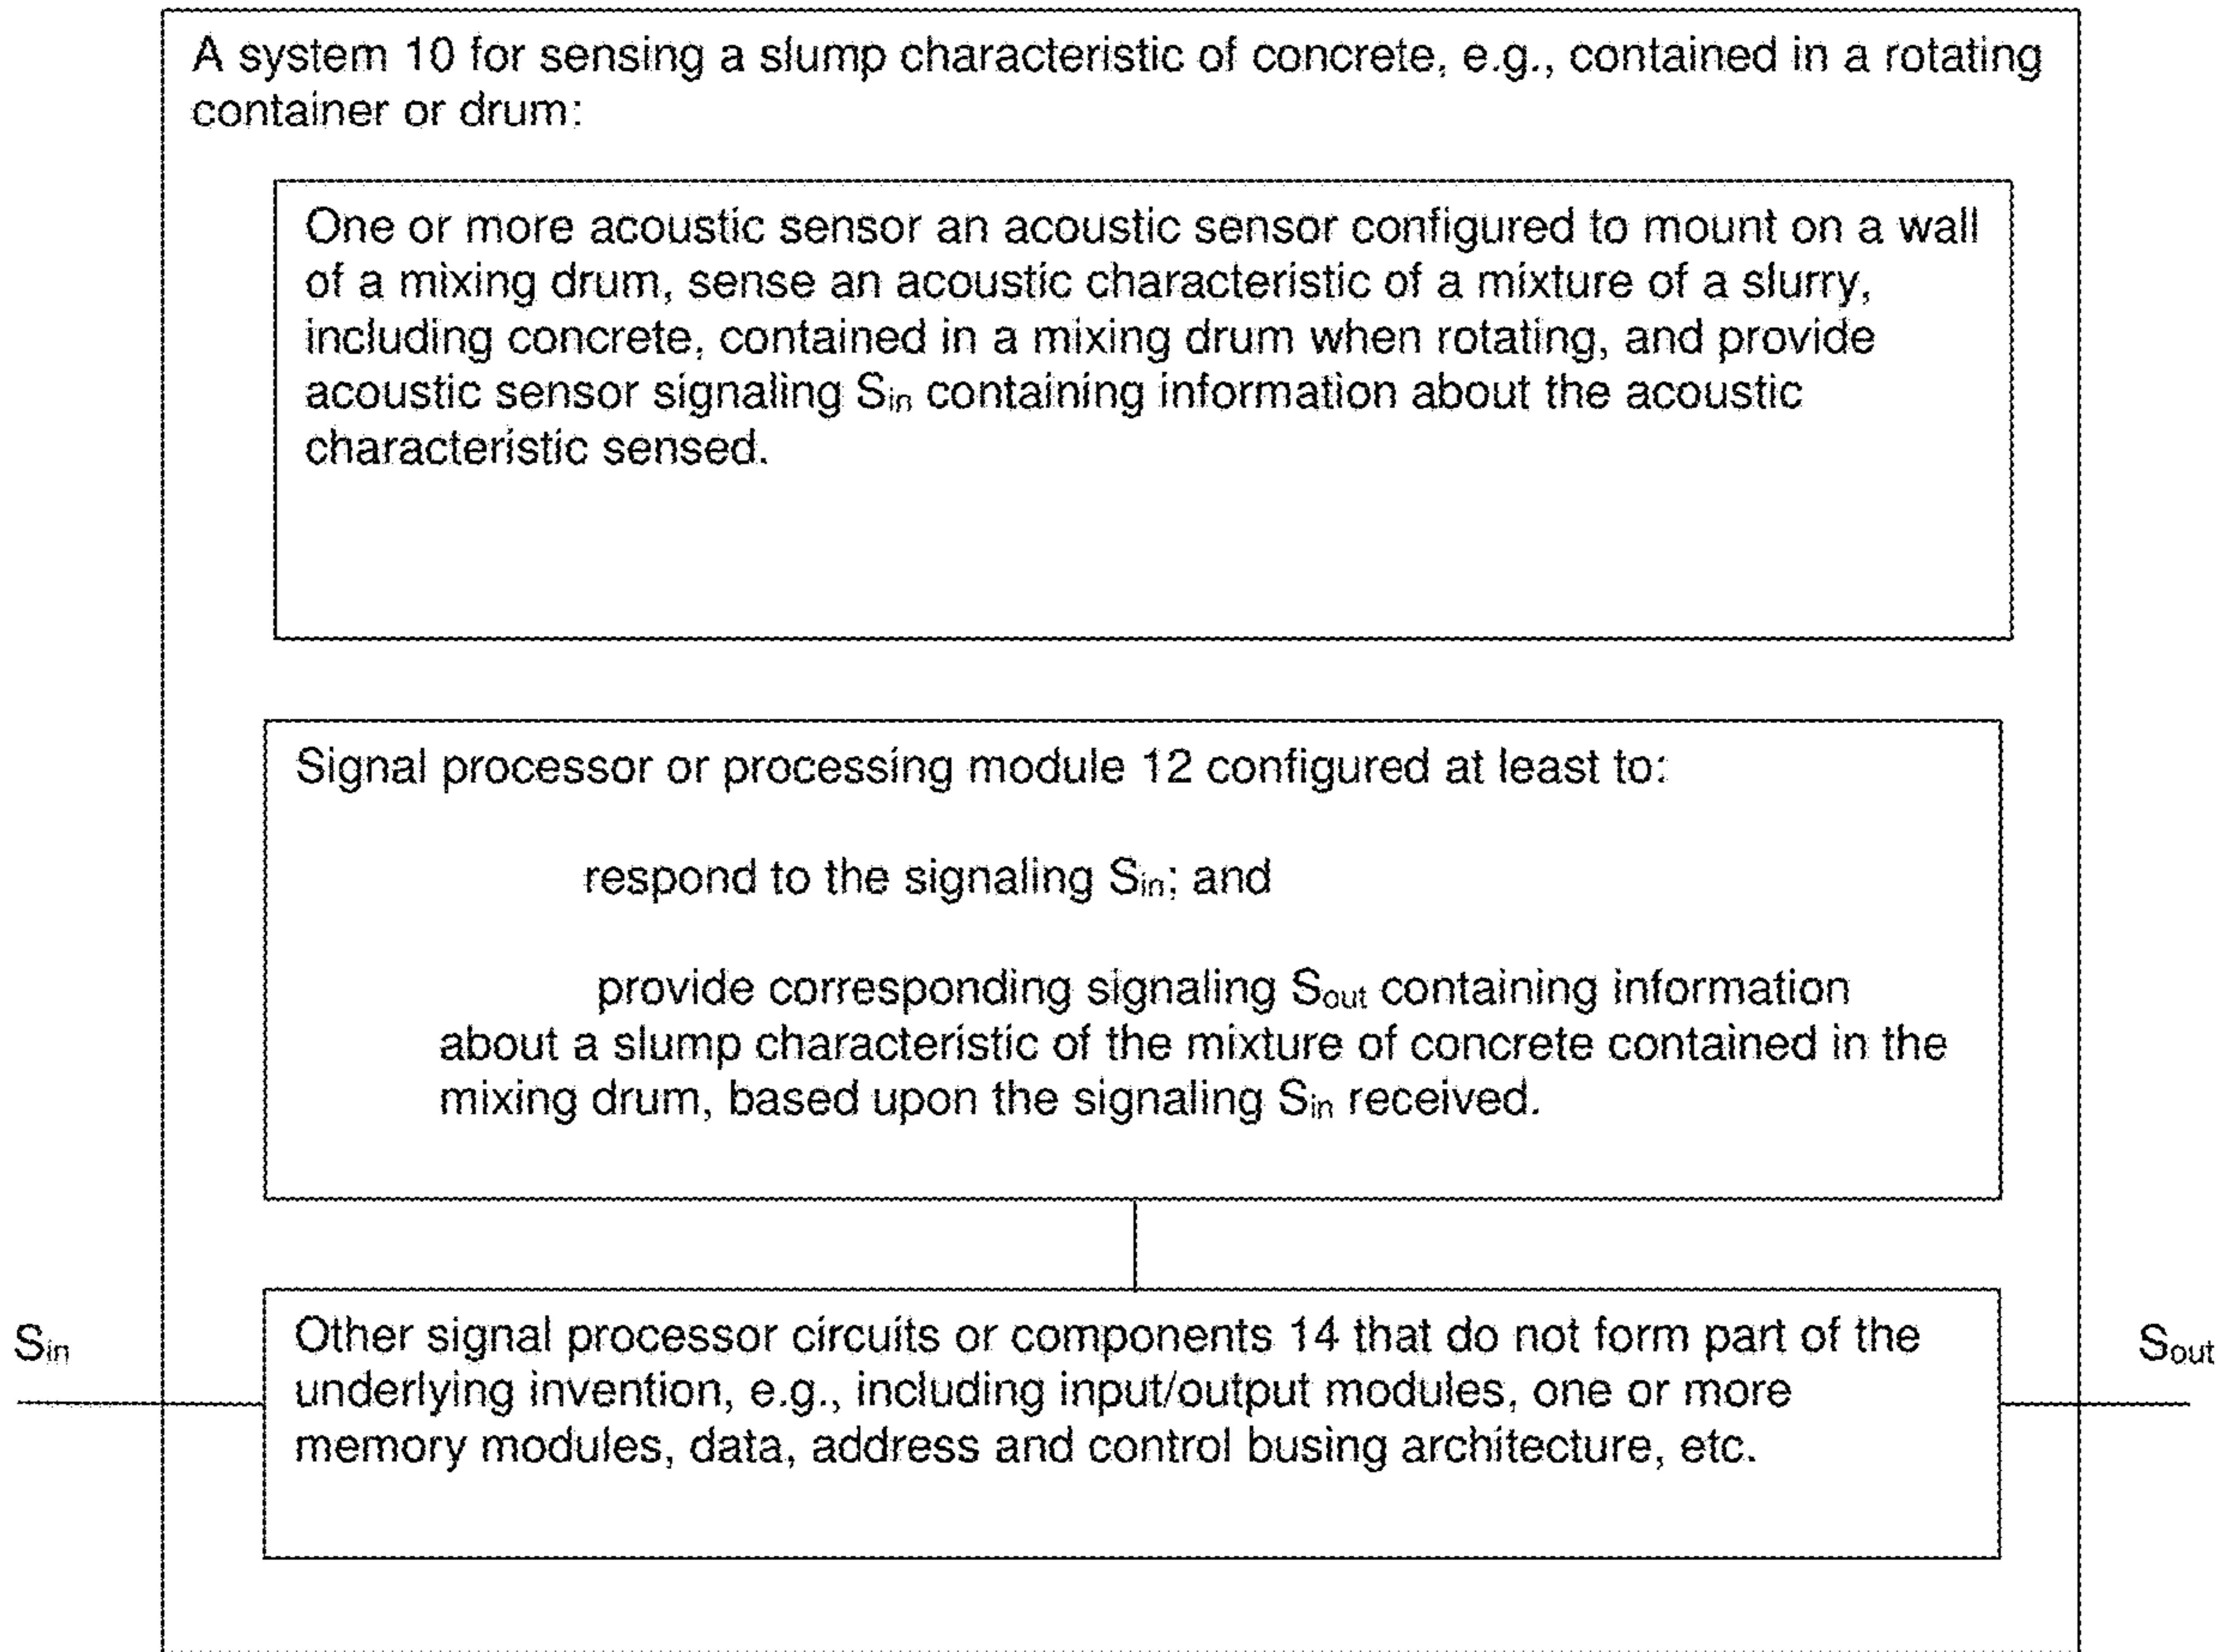 A system 10 for sensing a slump characteristic of concrete, e.g., contained in a rotating
container or drum:
One or more acoustic sensor an acoustic sensor configured to mount on a wall
of a mixing drum, sense an acoustic characteristic of a mixture of a slurry,
including concrete, contained in a mixing drum when rotating, and provide
acoustic sensor signaling Sin containing information about the acoustic
characteristic sensed.
Signal processor or processing module 12 configured at least to:
respond to the signaling Sin; and
provide corresponding signaling Sout containing information
about a slump characteristic of the mixture of concrete contained in the
mixing drum, based upon the signaling Sin received.
Sin
Other signal processor circuits or components 14 that do not form part of the
underlying invention, e.g., including input/output modules, one or more
memory modules, data, address and control busing architecture, etc.
Sout